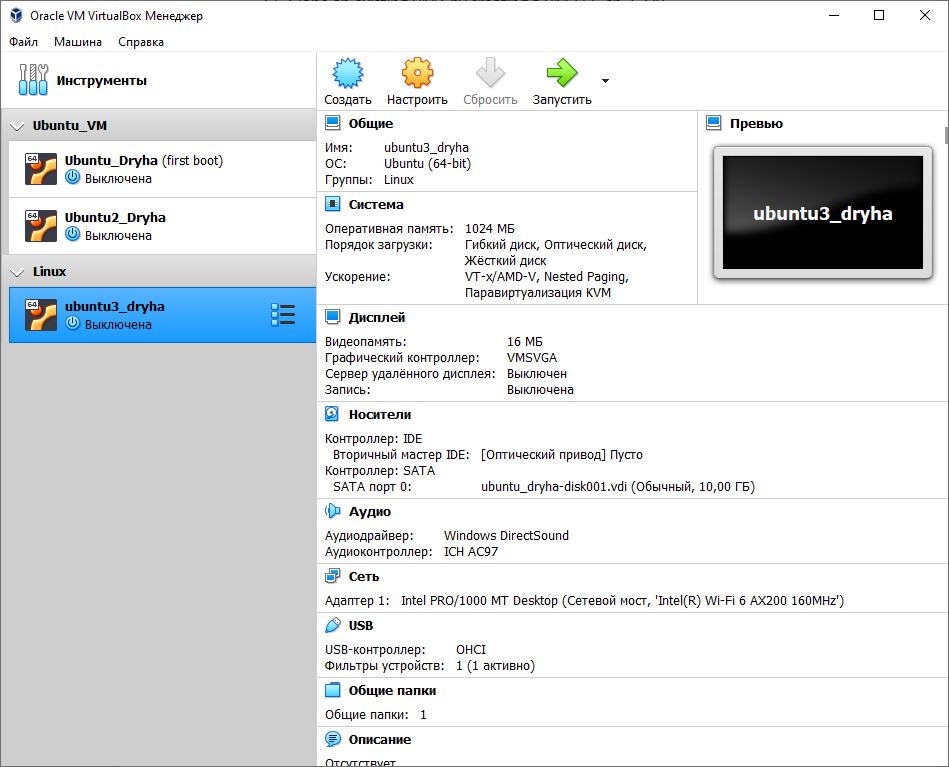 Oracle VM VirtualBox Менеджер
Файл Машина Справка
Инструменты
Создать Настроить Сбросить Запустить
Ubuntu_VM
64 Ubuntu_Dryha (first boot)
Выключена
64 Ubuntu2_Dryha
Выключена
Linux
64 ubuntu3_dryha
Выключена
Общие
Имя: ubuntu3_dryha
ОС: Ubuntu (64-bit)
Группы: Linux
Превью
ubuntu3_dryha
Система
Оперативная память: 1024 МБ
Порядок загрузки: Гибкий диск, Оптический диск,
Жёсткий диск
Ускорение: VT-x/AMD-V, Nested Paging,
Паравиртуализация KVM
Дисплей
Видеопамять: 16 МБ
Графический контроллер: VMSVGA
Сервер удалённого дисплея: Выключен
Запись: Выключена
Носители
Контроллер: IDE
Вторичный мастер IDE: [Оптический привод] Пусто
Контроллер: SATA
SATA порт 0: ubuntu_dryha-disk001.vdi (Обычный, 10,00 ГБ)
Аудио
Аудиодрайвер: Windows DirectSound
Аудиоконтроллер: ICH AC97
Сеть
Адаптер 1: Intel PRO/1000 MT Desktop (Сетевой мост, 'Intel(R) Wi-Fi 6 AX200 160MHz')
USB
USB-контроллер: OHCI
Фильтры устройств: 1 (1 активно)
Общие папки
Общие папки: 1
Описание
Отсутствует